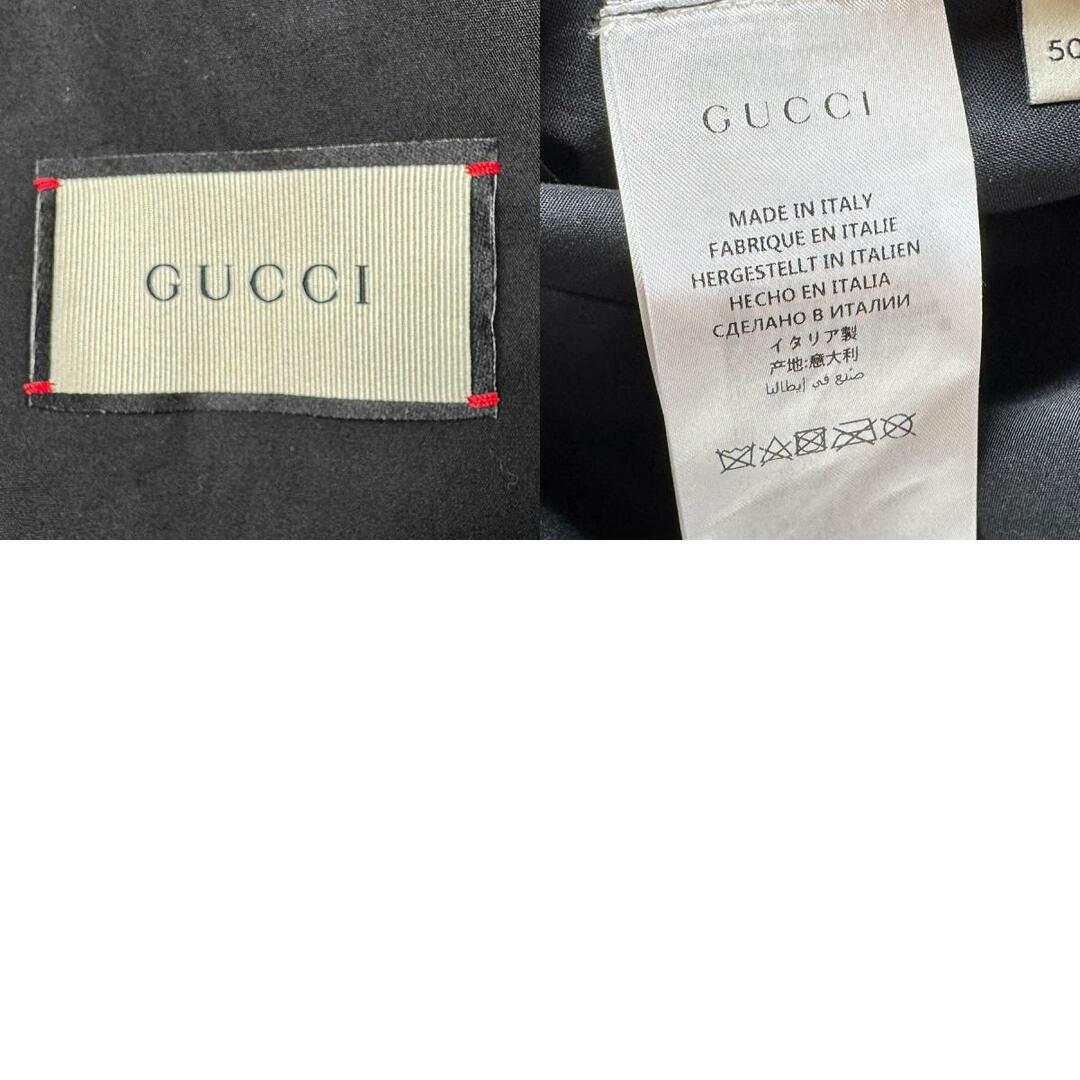 GUCCI
GUCCI
50
MADE IN ITALY
FABRIQUE EN ITALIE
HERGESTELLT IN ITALIEN
HECHO EN ITALIA
СДЕЛАНО В ИТАЛИИ
イタリア製
产地:意大利
صنع في إيطاليا